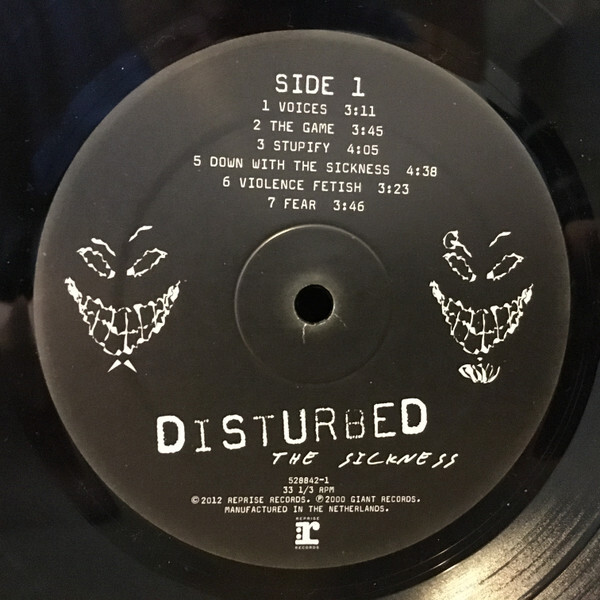 SIDE 1
1 VOICES 3:11
2 THE GAME 3:45
3 STUPIFY 4:05
5 DOWN WITH THE SICKNESS 4:38
6 VIOLENCE FETISH 3:23
7 FEAR 3:46
DISTURBED
THE SICKNESS
528842-1
33 1/3 RPM
©2012 REPRISE RECORDS. ℗2000 GIANT RECORDS.
MANUFACTURED IN THE NETHERLANDS.
REPRISE
r:
RECORDS